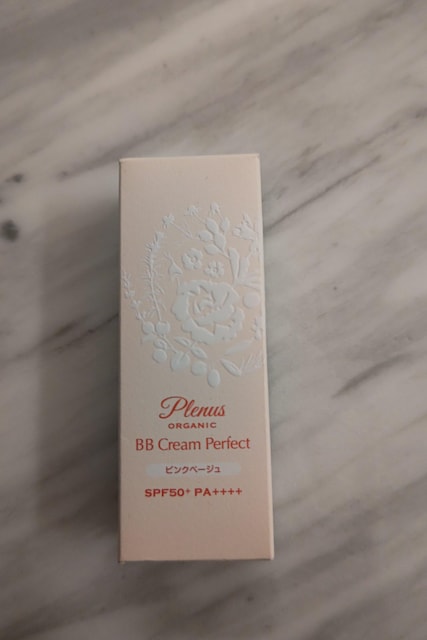 Plenus
ORGANIC
BB Cream Perfect
ピンクベージュ
SPF50+ PA++++